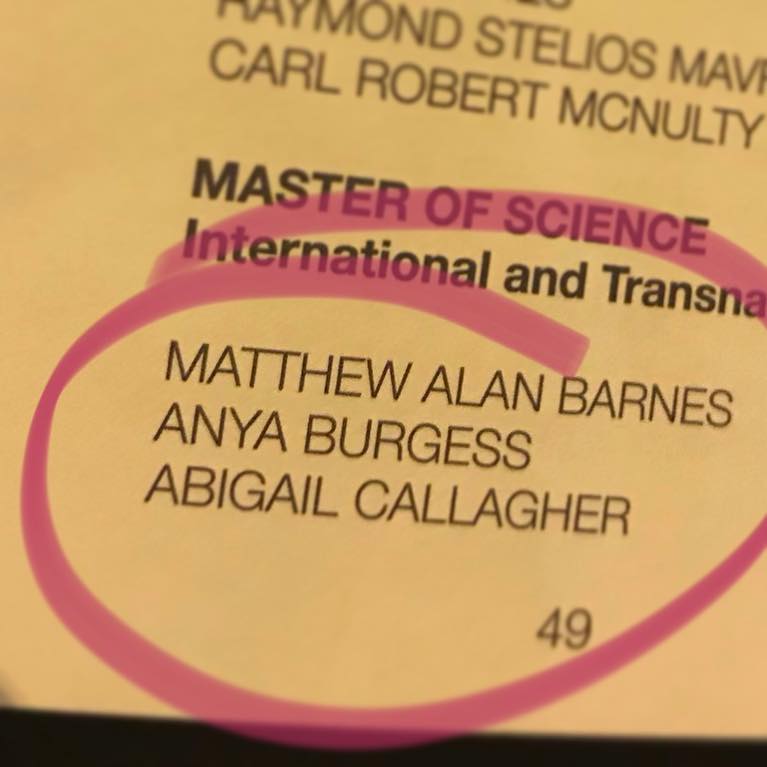 RAYMOND STELIOS
CARL ROBERT MCNULTY
MASTER OF SCIENCE
International and
MATTHEW ALAN BARNES
ANYA BURGESS
ABIGAIL CALLAGHER
49